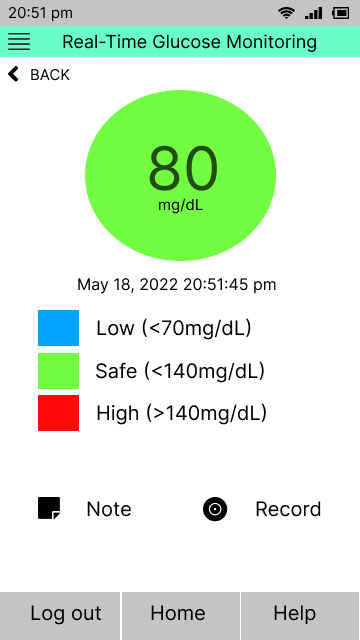 20:51 pm
Real-Time Glucose Monitoring
BACK
80
mg/dL
May 18, 2022 20:51:45 pm
Low (<70mg/dL)
Safe (<140mg/dL)
High (>140mg/dL)
Note Record
Log out Home Help